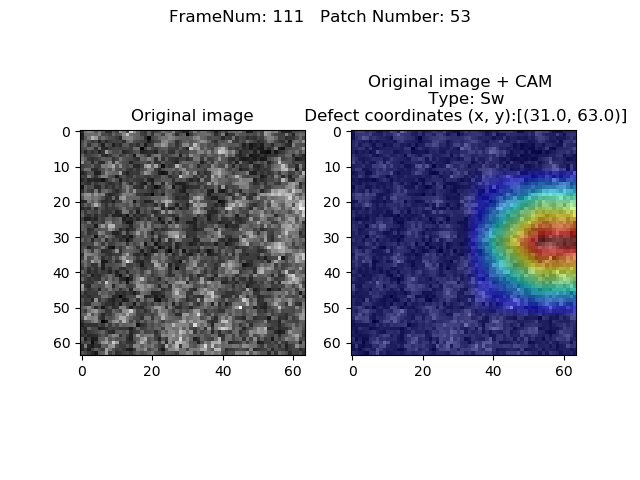 FrameNum: 111   Patch Number: 53
Original image
0
10
20
30
40
50
60
0 20 40 60
Original image + CAM
Type: Sw
Defect coordinates (x, y):[(31.0, 63.0)]
0
10
20
30
40
50
60
0 20 40 60